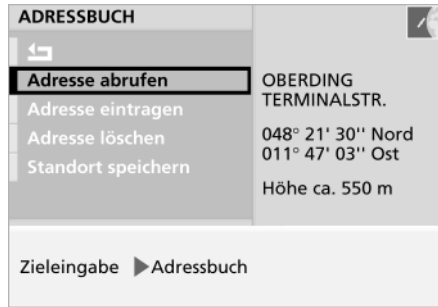 ADRESSBUCH
Adresse abrufen
Adresse eintragen
Adresse löschen
Standort speichern
OBERDING
TERMINALSTR.
048° 21' 30'' Nord
011° 47' 03'' Ost
Höhe ca. 550 m
Zieleingabe ▶Adressbuch